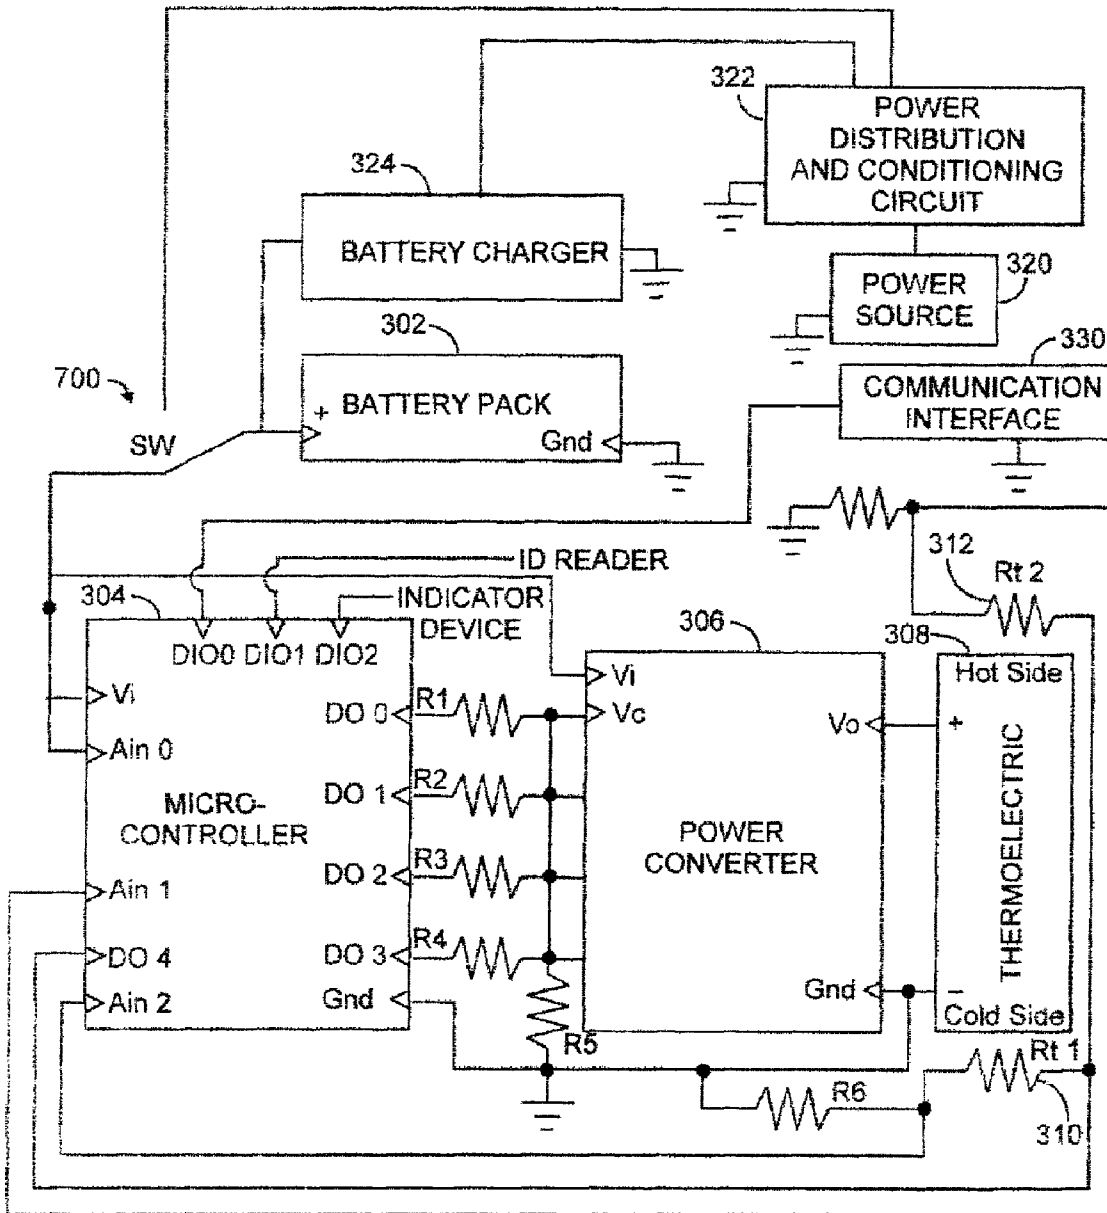 322
POWER
DISTRIBUTION
AND CONDITIONING
CIRCUIT
324
BATTERY CHARGER
POWER
SOURCE
320
302
BATTERY PACK
+
Gnd
330
COMMUNICATION
INTERFACE
700
SW
ID READER
INDICATOR
DEVICE
312
Rt 2
304
DIO0 DIO1 DIO2
306
308
Hot Side
Vi
Ain 0
DO 0
R1
Vi
Vc
Vo
+
MICRO-
CONTROLLER
DO 1
R2
POWER
CONVERTER
THERMOELECTRIC
Ain 1
DO 2
R3
DO 4
DO 3
R4
Ain 2
Gnd
Gnd
–
Cold Side
R5
Rt 1
R6
310